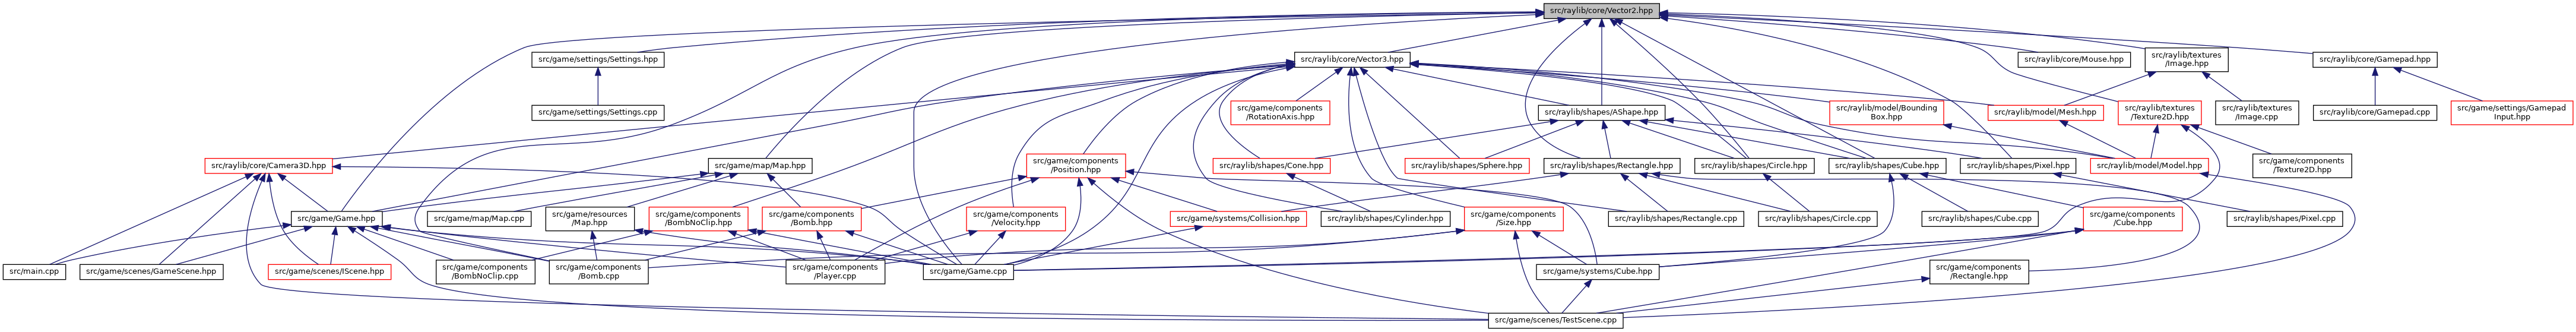 src/raylib/core/Vector2.hpp
src/game/settings/Settings.hpp
src/raylib/core/Vector3.hpp
src/raylib/core/Mouse.hpp
src/raylib/textures
/Image.hpp
src/raylib/core/Gamepad.hpp
src/game/settings/Settings.cpp
src/game/components
/RotationAxis.hpp
src/raylib/shapes/AShape.hpp
src/raylib/model/Bounding
Box.hpp
src/raylib/model/Mesh.hpp
src/raylib/textures
/Texture2D.hpp
src/raylib/textures
/Image.cpp
src/raylib/core/Gamepad.cpp
src/game/settings/Gamepad
Input.hpp
src/raylib/core/Camera3D.hpp
src/game/map/Map.hpp
src/game/components
/Position.hpp
src/raylib/shapes/Cone.hpp
src/raylib/shapes/Sphere.hpp
src/raylib/shapes/Rectangle.hpp
src/raylib/shapes/Circle.hpp
src/raylib/shapes/Cube.hpp
src/raylib/shapes/Pixel.hpp
src/raylib/model/Model.hpp
src/game/components
/Texture2D.hpp
src/game/Game.hpp
src/game/map/Map.cpp
src/game/resources
/Map.hpp
src/game/components
/BombNoClip.hpp
src/game/components
/Bomb.hpp
src/game/components
/Velocity.hpp
src/game/systems/Collision.hpp
src/raylib/shapes/Cylinder.hpp
src/game/components
/Size.hpp
src/raylib/shapes/Rectangle.cpp
src/raylib/shapes/Circle.cpp
src/raylib/shapes/Cube.cpp
src/game/components
/Cube.hpp
src/raylib/shapes/Pixel.cpp
src/main.cpp
src/game/scenes/GameScene.hpp
src/game/scenes/IScene.hpp
src/game/components
/BombNoClip.cpp
src/game/components
/Bomb.cpp
src/game/components
/Player.cpp
src/game/Game.cpp
src/game/systems/Cube.hpp
src/game/components
/Rectangle.hpp
src/game/scenes/TestScene.cpp